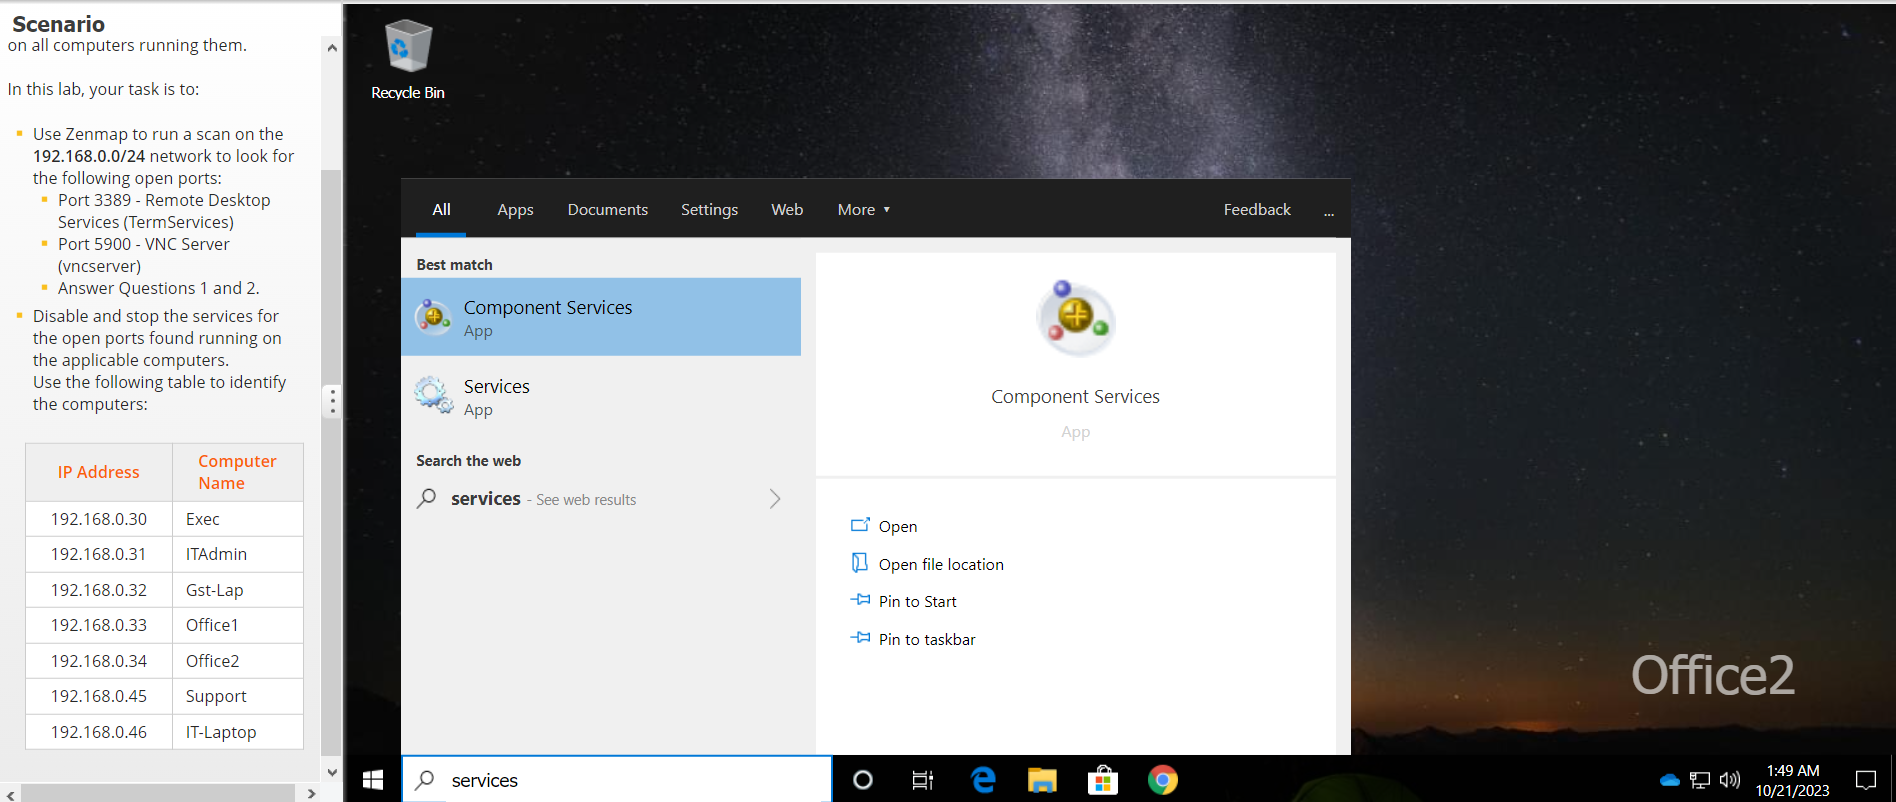 Scenario
on all computers running them.
In this lab, your task is to:
Use Zenmap to run a scan on the
192.168.0.0/24 network to look for
the following open ports:
Port 3389 - Remote Desktop
Services (TermServices)
Port 5900 - VNC Server
(vncserver)
Answer Questions 1 and 2.
Disable and stop the services for
the open ports found running on
the applicable computers.
Use the following table to identify
the computers:
IP Address Computer Name
192.168.0.30 Exec
192.168.0.31 ITAdmin
192.168.0.32 Gst-Lap
192.168.0.33 Office1
192.168.0.34 Office2
192.168.0.45 Support
192.168.0.46 IT-Laptop
Recycle Bin
All Apps Documents Settings Web More Feedback ...
Best match
Component Services
App
Services
App
Search the web
services - See web results
Component Services
App
Open
Open file location
Pin to Start
Pin to taskbar
Office2
services
1:49 AM
10/21/2023